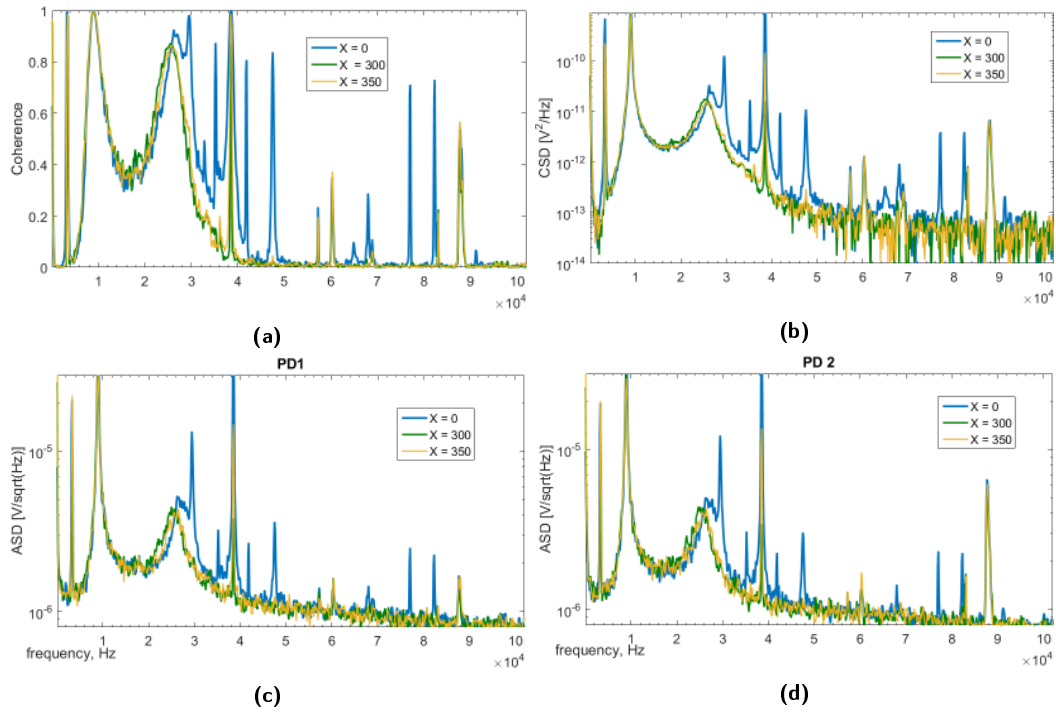 1
0.8
0.6
0.4
0.2
0
Coherence
X = 0
X = 300
X = 350
1 2 3 4 5 6 7 8 9 10
×10^4
(a)
10^-10
10^-11
10^-12
10^-13
10^-14
CSD [V^2/Hz]
X = 0
X = 300
X = 350
1 2 3 4 5 6 7 8 9 10
×10^4
(b)
PD1
10^-5
10^-6
ASD [V/sqrt(Hz)]
X = 0
X = 300
X = 350
1 2 3 4 5 6 7 8 9 10
frequency, Hz
×10^4
(c)
PD 2
10^-5
10^-6
ASD [V/sqrt(Hz)]
X = 0
X = 300
X = 350
1 2 3 4 5 6 7 8 9 10
frequency, Hz
×10^4
(d)